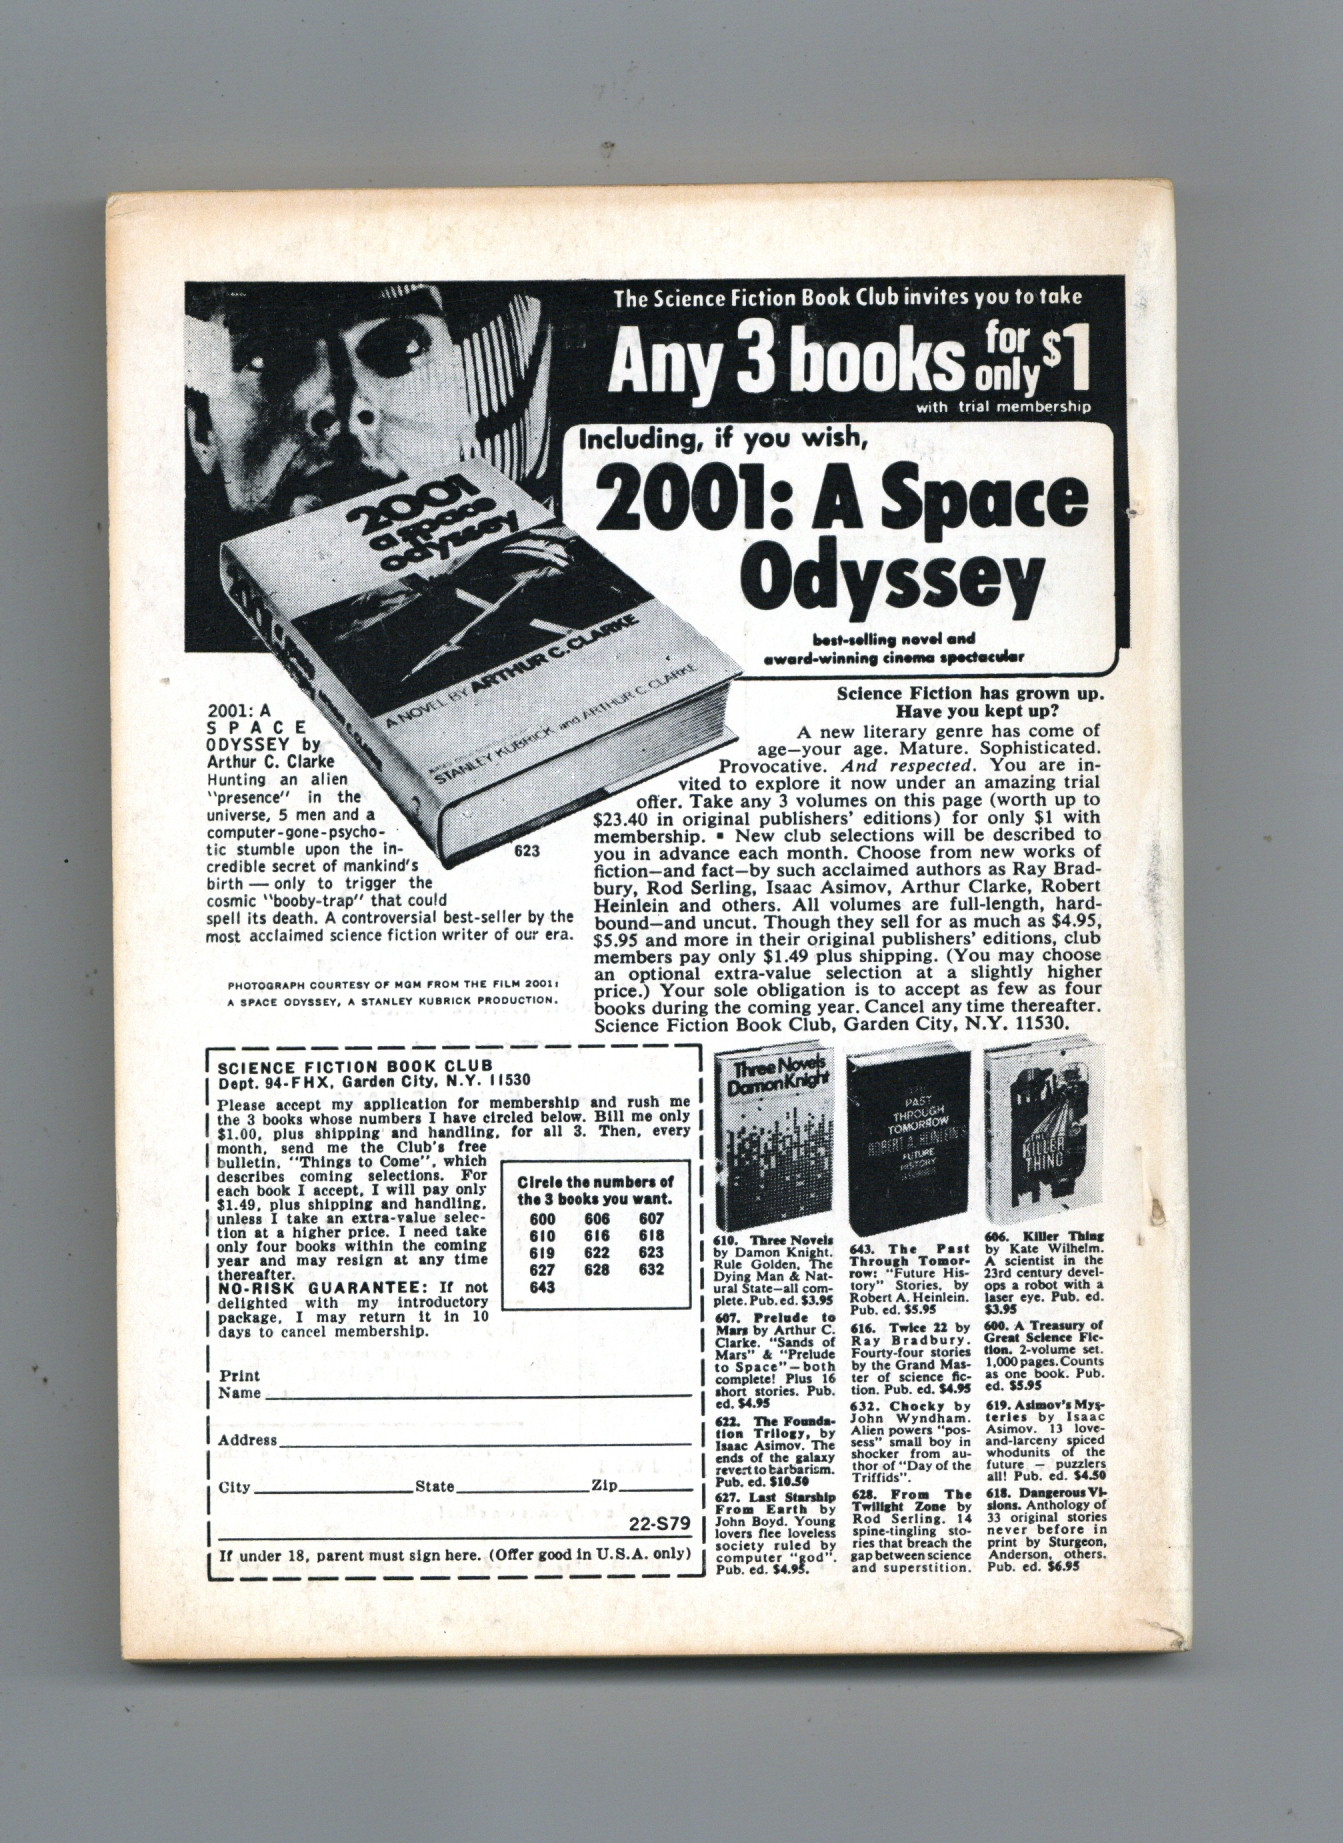 The Science Fiction Book Club invites you to take
Any 3 books for only $1
with trial membership
Including, if you wish,
2001: A Space
Odyssey
best-selling novel and
award-winning cinema spectacular
2001
a space
odyssey
A NOVEL BY ARTHUR C. CLARKE
STANLEY KUBRICK and ARTHUR C. CLARKE
623
2001: A
SPACE
ODYSSEY by
Arthur C. Clarke
Hunting an alien
"presence" in the
universe, 5 men and a
computer-gone-psycho-
tic stumble upon the in-
credible secret of mankind's
birth — only to trigger the
cosmic "booby-trap" that could
spell its death. A controversial best-seller by the
most acclaimed science fiction writer of our era.
PHOTOGRAPH COURTESY OF MGM FROM THE FILM 2001:
A SPACE ODYSSEY, A STANLEY KUBRICK PRODUCTION.
Science Fiction has grown up.
Have you kept up?
A new literary genre has come of
age—your age. Mature. Sophisticated.
Provocative. And respected. You are in-
vited to explore it now under an amazing trial
offer. Take any 3 volumes on this page (worth up to
$23.40 in original publishers' editions) for only $1 with
membership. ▪ New club selections will be described to
you in advance each month. Choose from new works of
fiction—and fact—by such acclaimed authors as Ray Brad-
bury, Rod Serling, Isaac Asimov, Arthur Clarke, Robert
Heinlein and others. All volumes are full-length, hard-
bound—and uncut. Though they sell for as much as $4.95,
$5.95 and more in their original publishers' editions, club
members pay only $1.49 plus shipping. (You may choose
an optional extra-value selection at a slightly higher
price.) Your sole obligation is to accept as few as four
books during the coming year. Cancel any time thereafter.
Science Fiction Book Club, Garden City, N.Y. 11530.
SCIENCE FICTION BOOK CLUB
Dept. 94-FHX, Garden City, N.Y. 11530
Please accept my application for membership and rush me
the 3 books whose numbers I have circled below. Bill me only
$1.00, plus shipping and handling, for all 3. Then, every
month, send me the Club's free
bulletin, "Things to Come", which
describes coming selections. For
each book I accept, I will pay only
$1.49, plus shipping and handling,
unless I take an extra-value selec-
tion at a higher price. I need take
only four books within the coming
year and may resign at any time
thereafter.
NO-RISK GUARANTEE: If not
delighted with my introductory
package, I may return it in 10
days to cancel membership.
Circle the numbers of
the 3 books you want.
600 606 607
610 616 618
619 622 623
627 628 632
643
Print
Name
Address
City State Zip
22-S79
If under 18, parent must sign here. (Offer good in U.S.A. only)
Three Novels
Damon Knight
610. Three Novels
by Damon Knight.
Rule Golden, The
Dying Man & Nat-
ural State—all com-
plete. Pub. ed. $3.95
607. Prelude to
Mars by Arthur C.
Clarke. "Sands of
Mars" & "Prelude
to Space"—both
complete! Plus 16
short stories. Pub.
ed. $4.95
622. The Founda-
tion Trilogy, by
Isaac Asimov. The
ends of the galaxy
revert to barbarism.
Pub. ed. $10.50
627. Last Starship
From Earth by
John Boyd. Young
lovers flee loveless
society ruled by
computer "god".
Pub. ed. $4.95.
THE
PAST
THROUGH
TOMORROW
ROBERT A. HEINLEIN'S
FUTURE
HISTORY
643. The Past
Through Tomor-
row: "Future His-
tory" Stories, by
Robert A. Heinlein.
Pub. ed. $5.95
616. Twice 22 by
Ray Bradbury.
Fourty-four stories
by the Grand Mas-
ter of science fic-
tion. Pub. ed. $4.95
632. Chocky by
John Wyndham.
Alien powers "pos-
sess" small boy in
shocker from au-
thor of "Day of the
Triffids".
628. From The
Twilight Zone by
Rod Serling. 14
spine-tingling sto-
ries that breach the
gap between science
and superstition.
THE
KILLER
THING
606. Killer Thing
by Kate Wilhelm.
A scientist in the
23rd century devel-
ops a robot with a
laser eye. Pub. ed.
$3.95
600. A Treasury of
Great Science Fic-
tion. 2-volume set.
1,000 pages. Counts
as one book. Pub.
ed. $5.95
619. Asimov's Mys-
teries by Isaac
Asimov. 13 love-
and-larceny spiced
whodunits of the
future — puzzlers
all! Pub. ed. $4.50
618. Dangerous Vi-
sions. Anthology of
33 original stories
never before in
print by Sturgeon,
Anderson, others.
Pub. ed. $6.95